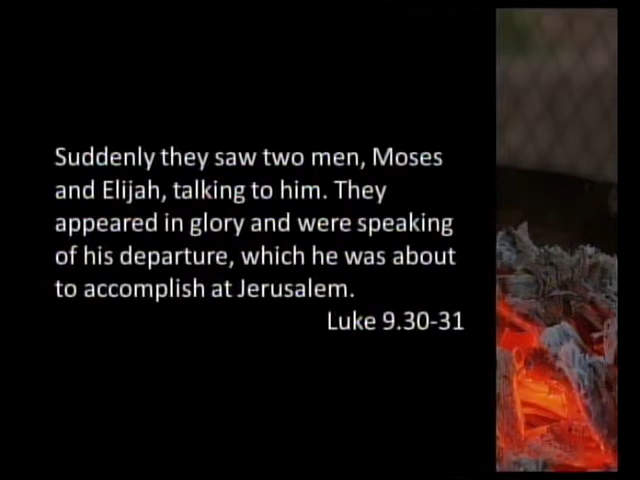 Suddenly they saw two men, Moses
and Elijah, talking to him. They
appeared in glory and were speaking
of his departure, which he was about
to accomplish at Jerusalem.
Luke 9.30-31